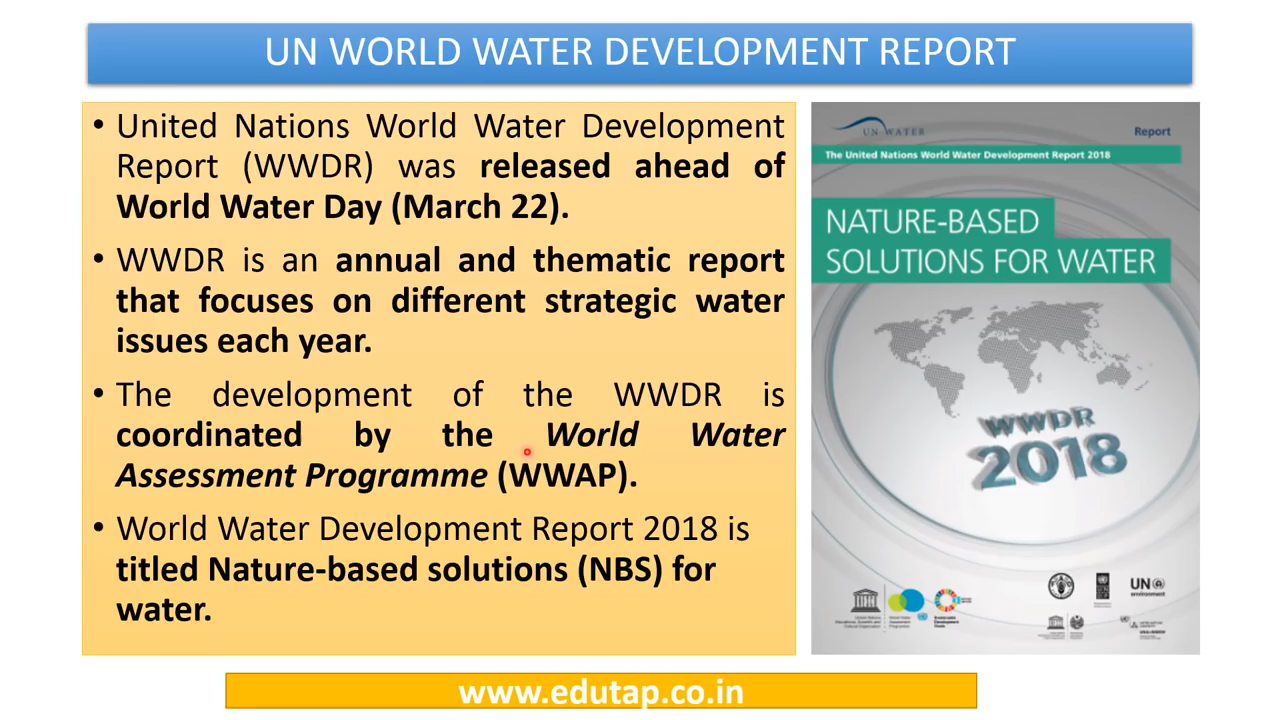 UN WORLD WATER DEVELOPMENT REPORT
• United Nations World Water Development
Report (WWDR) was released ahead of
World Water Day (March 22).
• WWDR is an annual and thematic report
that focuses on different strategic water
issues each year.
• The development of the WWDR is
coordinated by the World Water
Assessment Programme (WWAP).
• World Water Development Report 2018 is
titled Nature-based solutions (NBS) for
water.
UN WATER
Report
The United Nations World Water Development Report 2018
NATURE-BASED
SOLUTIONS FOR WATER
WWDR
2018
UN
environment
www.edutap.co.in